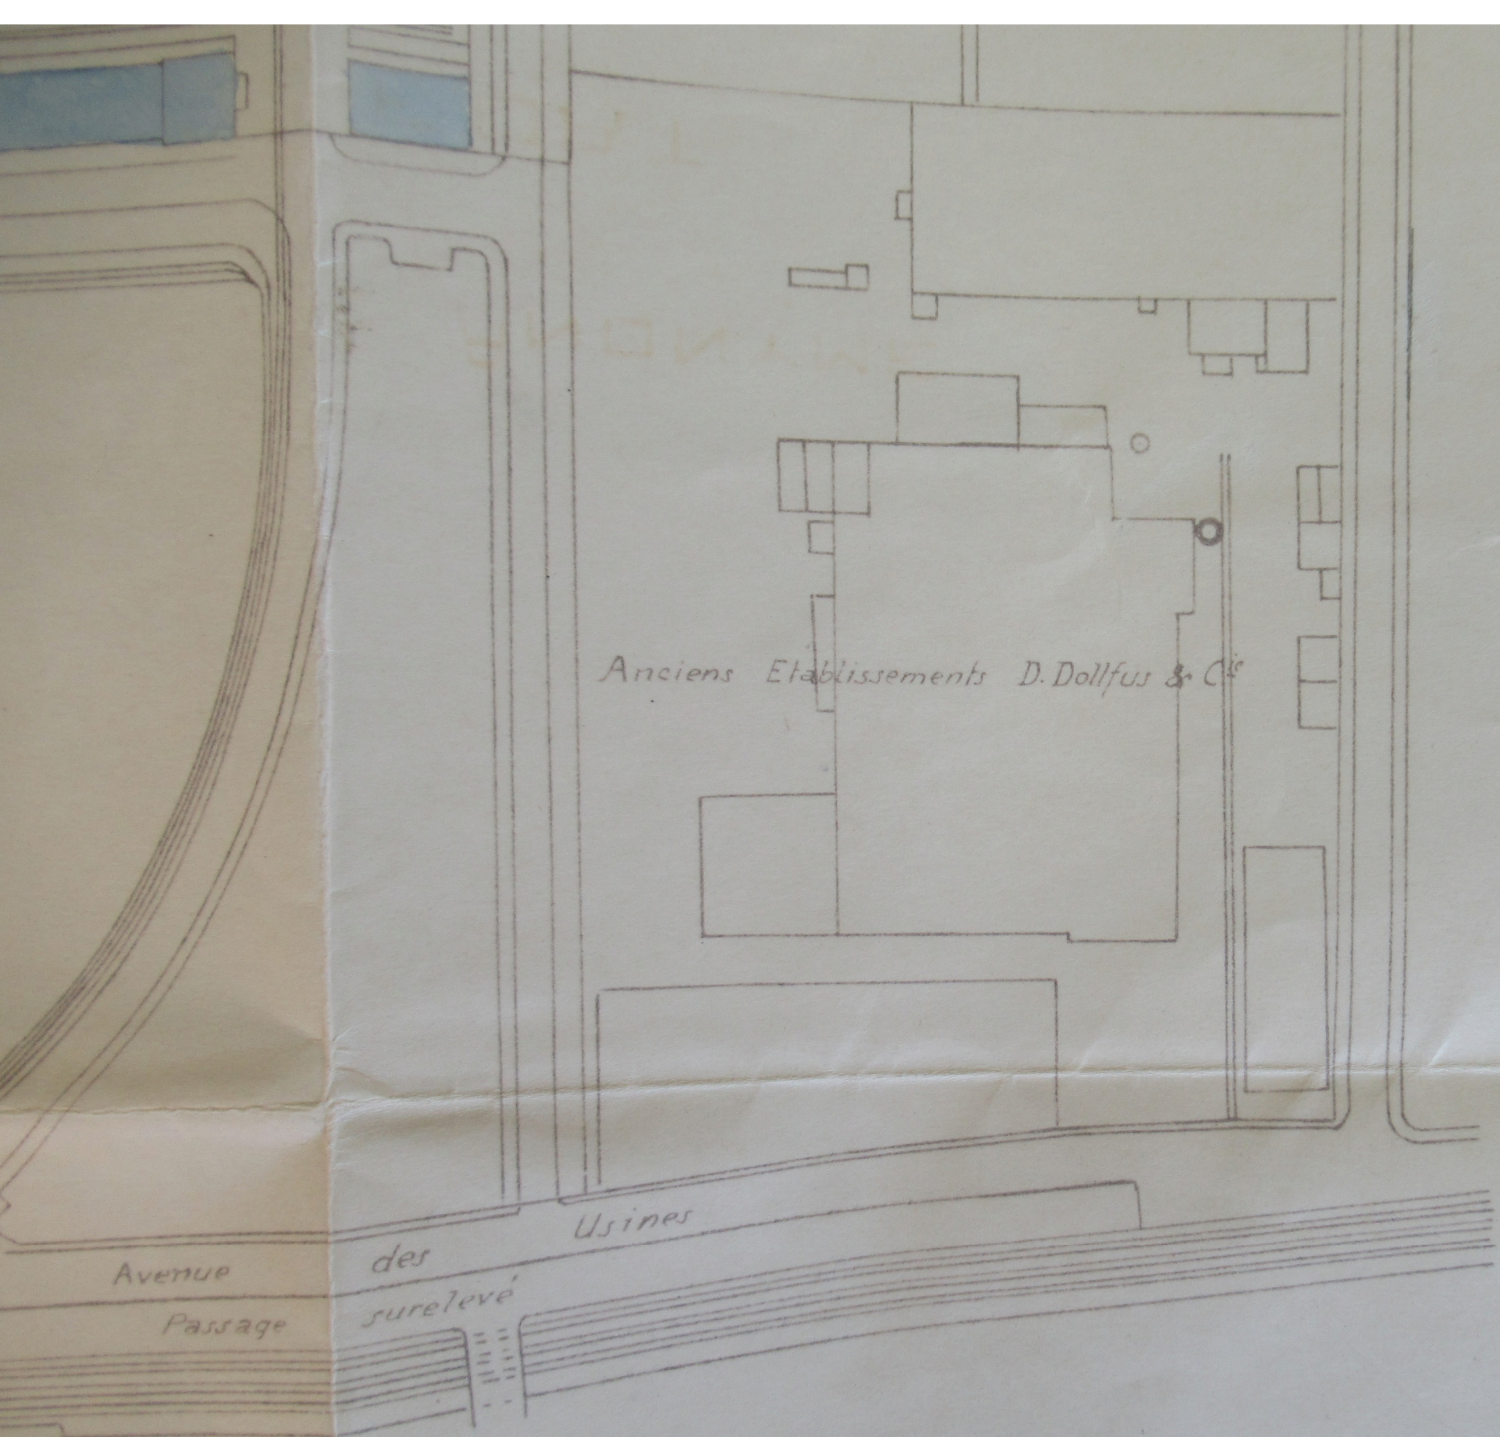 Anciens Etablissements D. Dollfus & Cie
Avenue des Usines
Passage surelevé